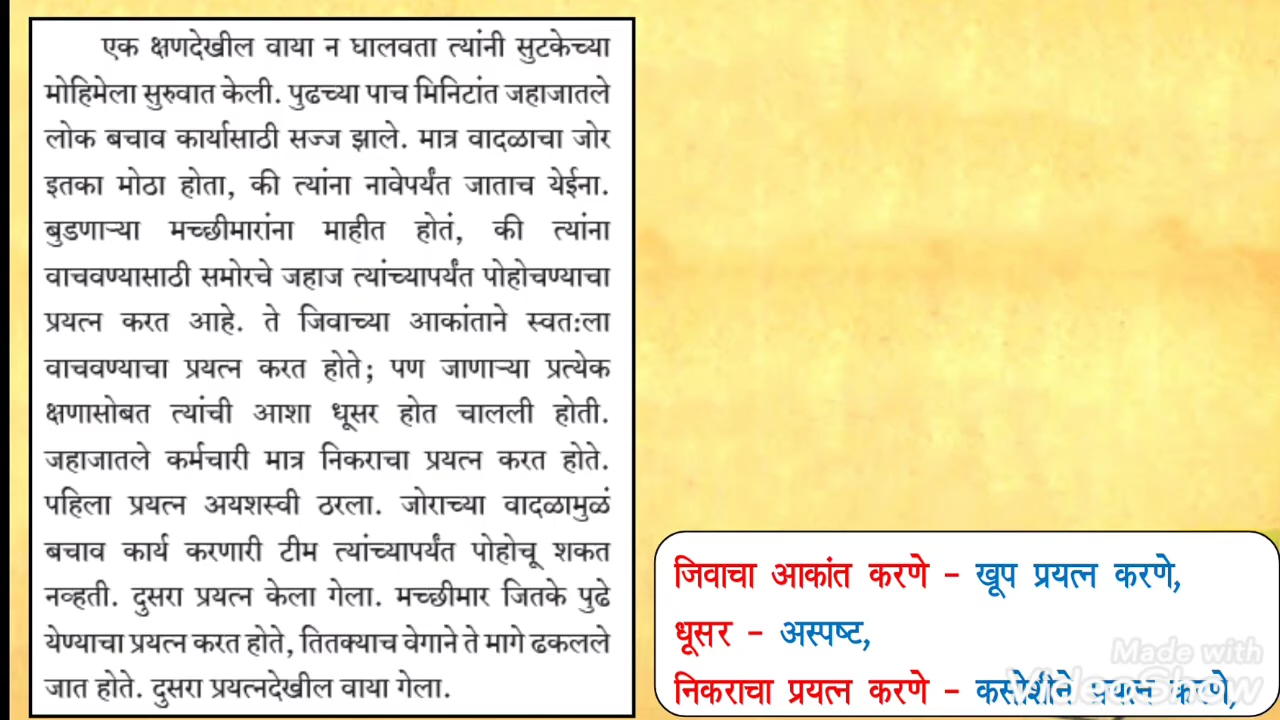 एक क्षणदेखील वाया न घालवता त्यांनी सुटकेच्या
मोहिमेला सुरुवात केली. पुढच्या पाच मिनिटांत जहाजातले
लोक बचाव कार्यासाठी सज्ज झाले. मात्र वादळाचा जोर
इतका मोठा होता, की त्यांना नावेपर्यंत जाताच येईना.
बुडणाऱ्या मच्छीमारांना माहीत होतं, की त्यांना
वाचवण्यासाठी समोरचे जहाज त्यांच्यापर्यंत पोहोचण्याचा
प्रयत्न करत आहे. ते जिवाच्या आकांताने स्वत:ला
वाचवण्याचा प्रयत्न करत होते; पण जाणाऱ्या प्रत्येक
क्षणासोबत त्यांची आशा धूसर होत चालली होती.
जहाजातले कर्मचारी मात्र निकराचा प्रयत्न करत होते.
पहिला प्रयत्न अयशस्वी ठरला. जोराच्या वादळामुळं
बचाव कार्य करणारी टीम त्यांच्यापर्यंत पोहोचू शकत
नव्हती. दुसरा प्रयत्न केला गेला. मच्छीमार जितके पुढे
येण्याचा प्रयत्न करत होते, तितक्याच वेगाने ते मागे ढकलले
जात होते. दुसरा प्रयत्नदेखील वाया गेला.
जिवाचा आकांत करणे - खूप प्रयत्न करणे,
धूसर - अस्पष्ट,
निकराचा प्रयत्न करणे - कसोशीने प्रयत्न करणे,
Made with
VideoShow